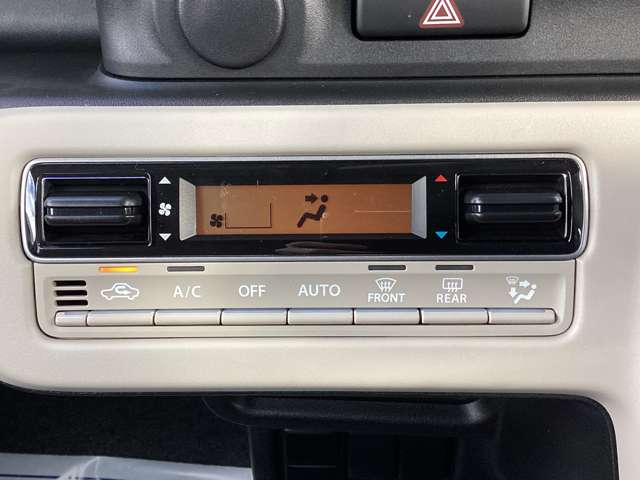 A/C OFF AUTO FRONT REAR